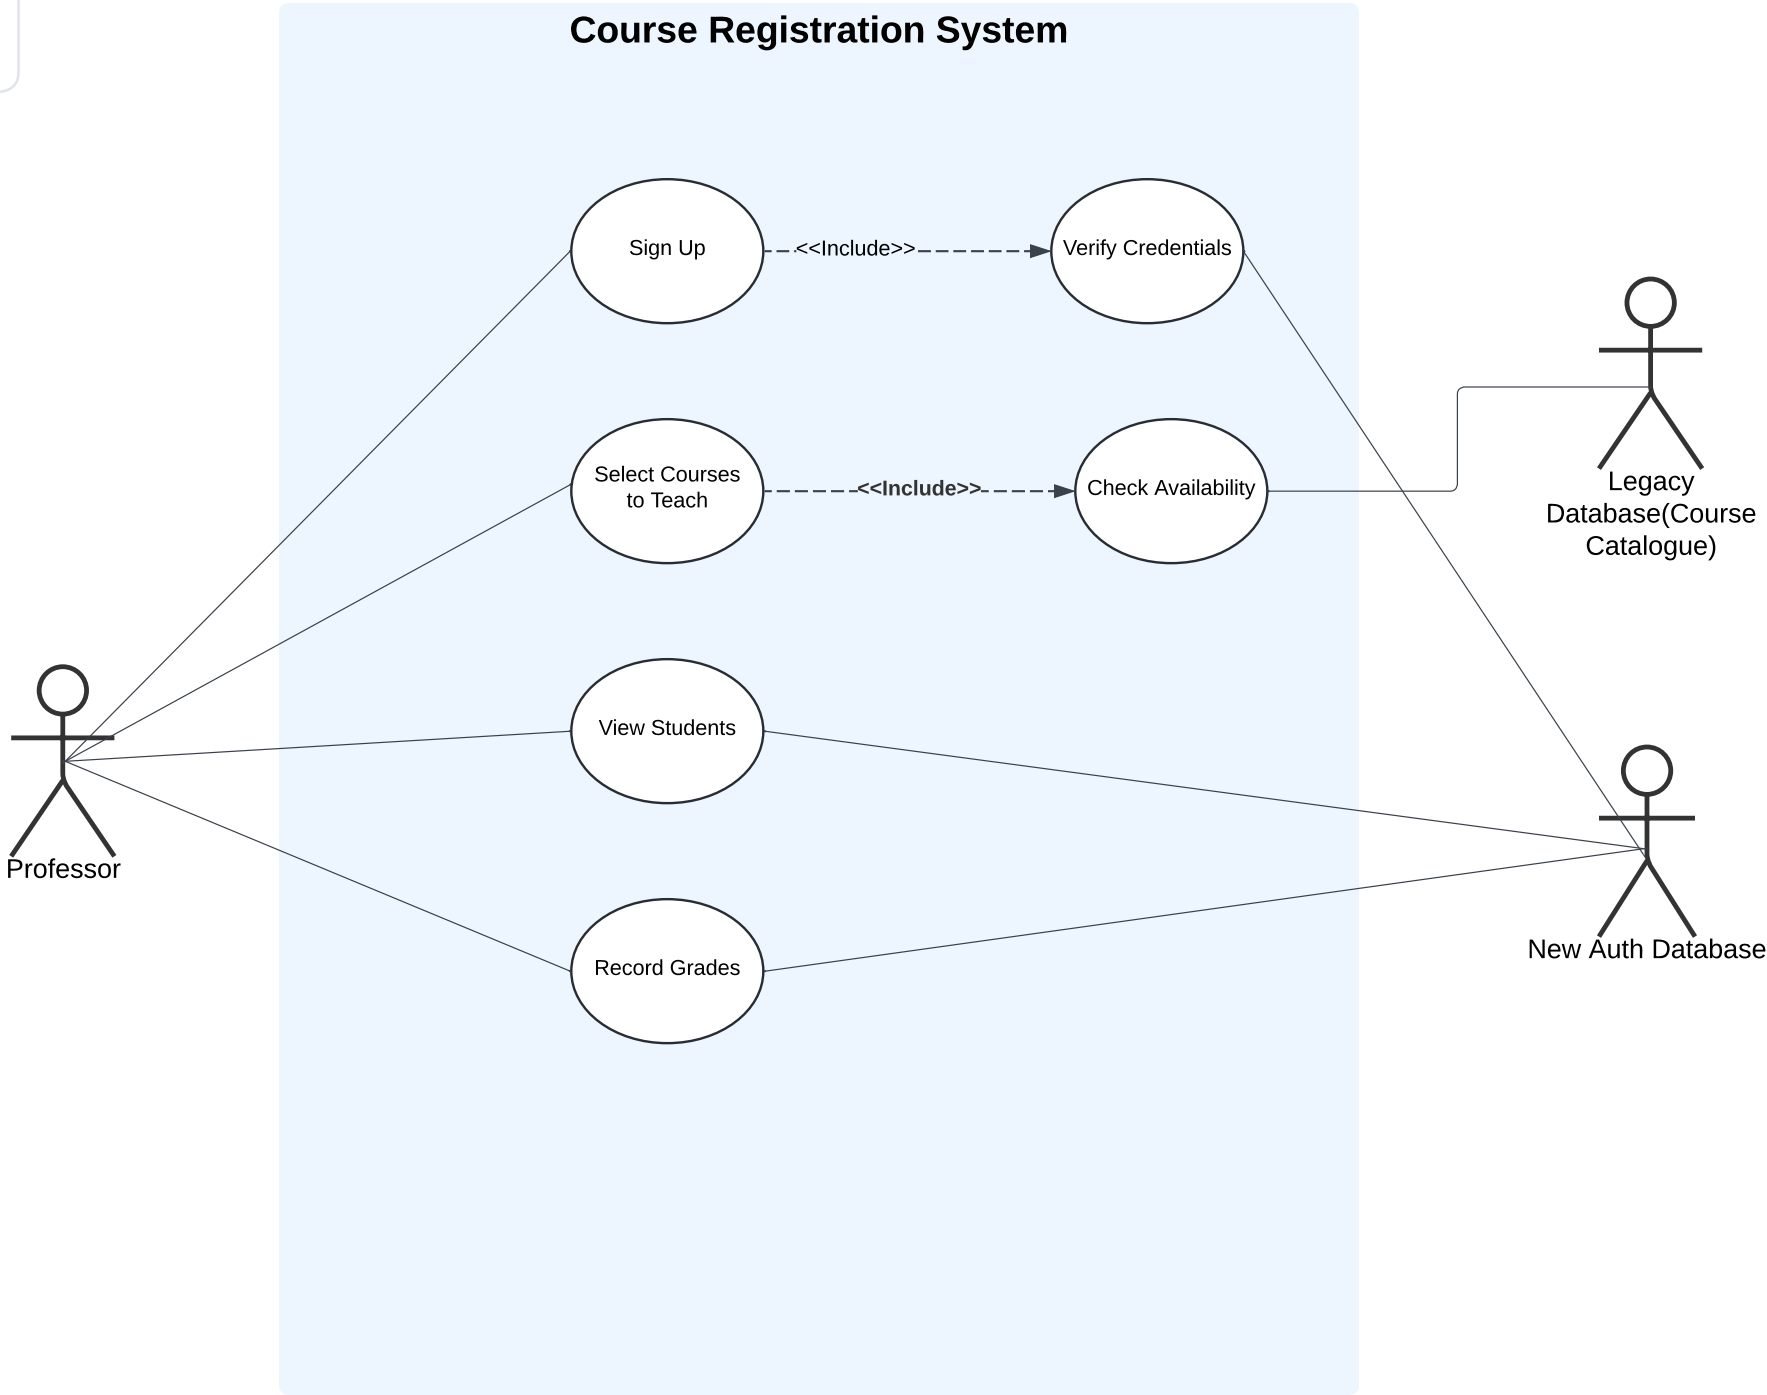 Course Registration System
Sign Up
<<Include>>
Verify Credentials
Select Courses
to Teach
<<Include>>
Check Availability
Legacy
Database(Course
Catalogue)
View Students
Professor
Record Grades
New Auth Database